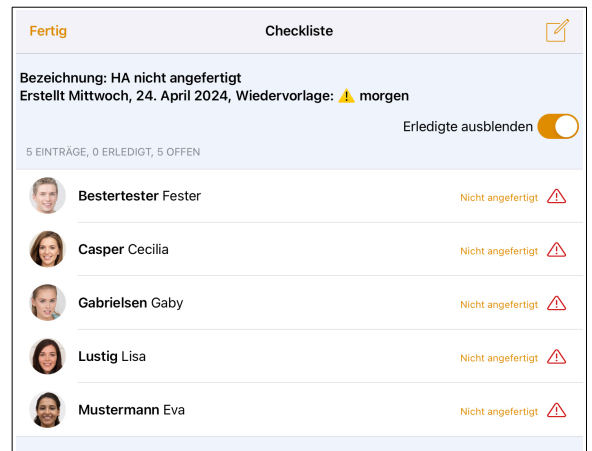 Fertig
Checkliste
Bezeichnung: HA nicht angefertigt
Erstellt Mittwoch, 24. April 2024, Wiedervorlage: ⚠️ morgen
Erledigte ausblenden
5 EINTRÄGE, 0 ERLEDIGT, 5 OFFEN
Bestertester Fester Nicht angefertigt
Casper Cecilia Nicht angefertigt
Gabrielsen Gaby Nicht angefertigt
Lustig Lisa Nicht angefertigt
Mustermann Eva Nicht angefertigt